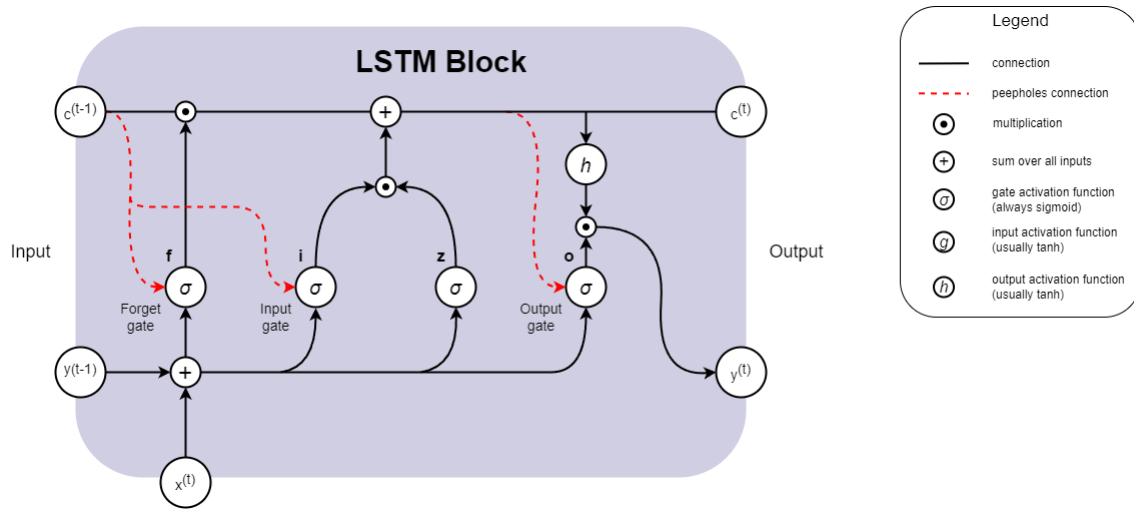 LSTM Block
c(t-1)
+
c(t)
h
Input
Output
f
i
z
o
σ
σ
σ
σ
Forget
gate
Input
gate
Output
gate
y(t-1)
+
y(t)
x(t)
Legend
connection
peepholes connection
multiplication
+
sum over all inputs
σ
gate activation function
(always sigmoid)
g
input activation function
(usually tanh)
h
output activation function
(usually tanh)